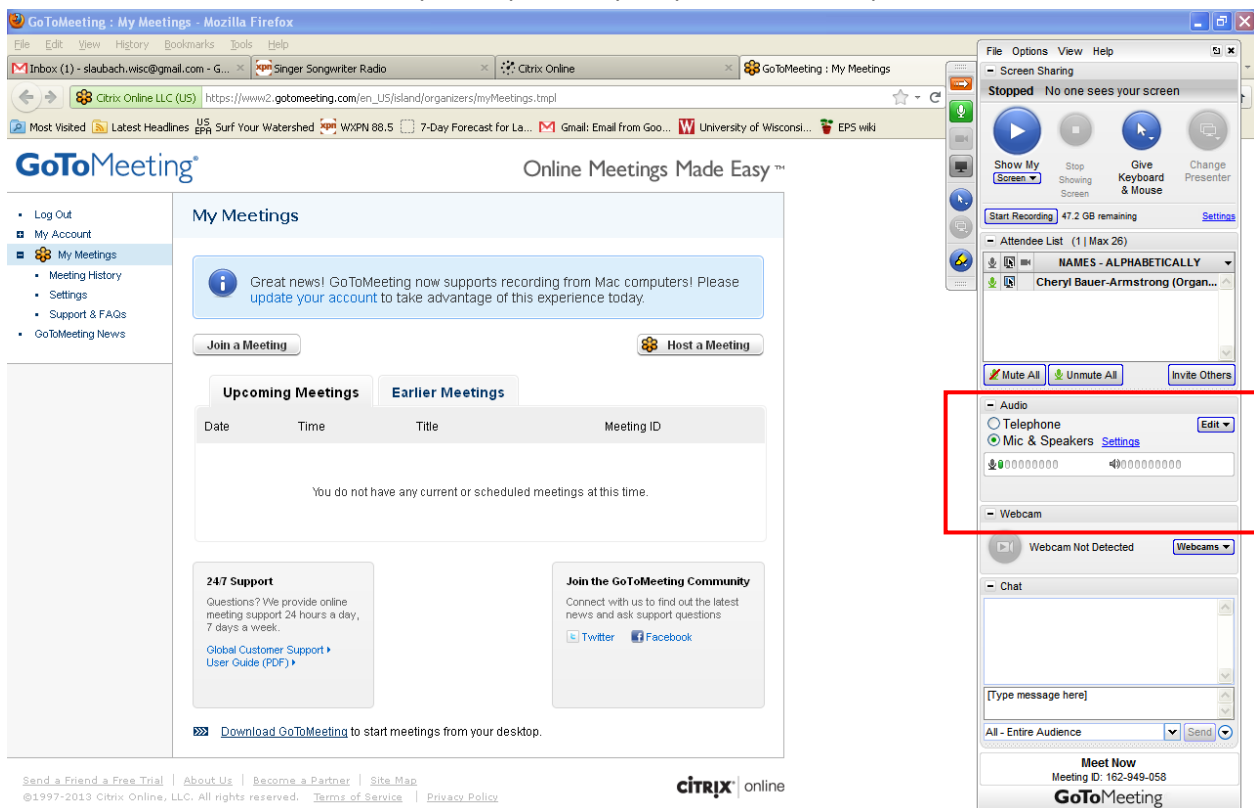 GoToMeeting : My Meetings - Mozilla Firefox
File Edit View History Bookmarks Tools Help
Inbox (1) - slaubach.wisc@gmail.com - G...
Singer Songwriter Radio
Citrix Online
GoToMeeting : My Meetings
Citrix Online LLC (US) https://www2.gotomeeting.com/en_US/island/organizers/myMeetings.tmpl
Most Visited Latest Headlines Surf Your Watershed WXPN 88.5 7-Day Forecast for La... Gmail: Email from Goo... University of Wisconsi... EPS wiki
GoToMeeting
Online Meetings Made Easy ™
Log Out
My Account
My Meetings
Meeting History
Settings
Support & FAQs
GoToMeeting News
My Meetings
Great news! GoToMeeting now supports recording from Mac computers! Please
update your account to take advantage of this experience today.
Join a Meeting
Host a Meeting
Upcoming Meetings
Earlier Meetings
Date Time Title Meeting ID
You do not have any current or scheduled meetings at this time.
24/7 Support
Questions? We provide online
meeting support 24 hours a day,
7 days a week.
Global Customer Support
User Guide (PDF)
Join the GoToMeeting Community
Connect with us to find out the latest
news and ask support questions
Twitter Facebook
Download GoToMeeting to start meetings from your desktop.
Send a Friend a Free Trial | About Us | Become a Partner | Site Map
©1997-2013 Citrix Online, LLC. All rights reserved. Terms of Service | Privacy Policy
CITRIX online
File Options View Help
Screen Sharing
Stopped No one sees your screen
Show My
Screen
Stop
Showing
Screen
Give
Keyboard
& Mouse
Change
Presenter
Start Recording 47.2 GB remaining Settings
Attendee List (1 | Max 26)
NAMES - ALPHABETICALLY
Cheryl Bauer-Armstrong (Organ...
Mute All Unmute All Invite Others
Audio
Telephone
Edit
Mic & Speakers Settings
Webcam
Webcam Not Detected Webcams
Chat
[Type message here]
All - Entire Audience Send
Meet Now
Meeting ID: 162-949-058
GoToMeeting